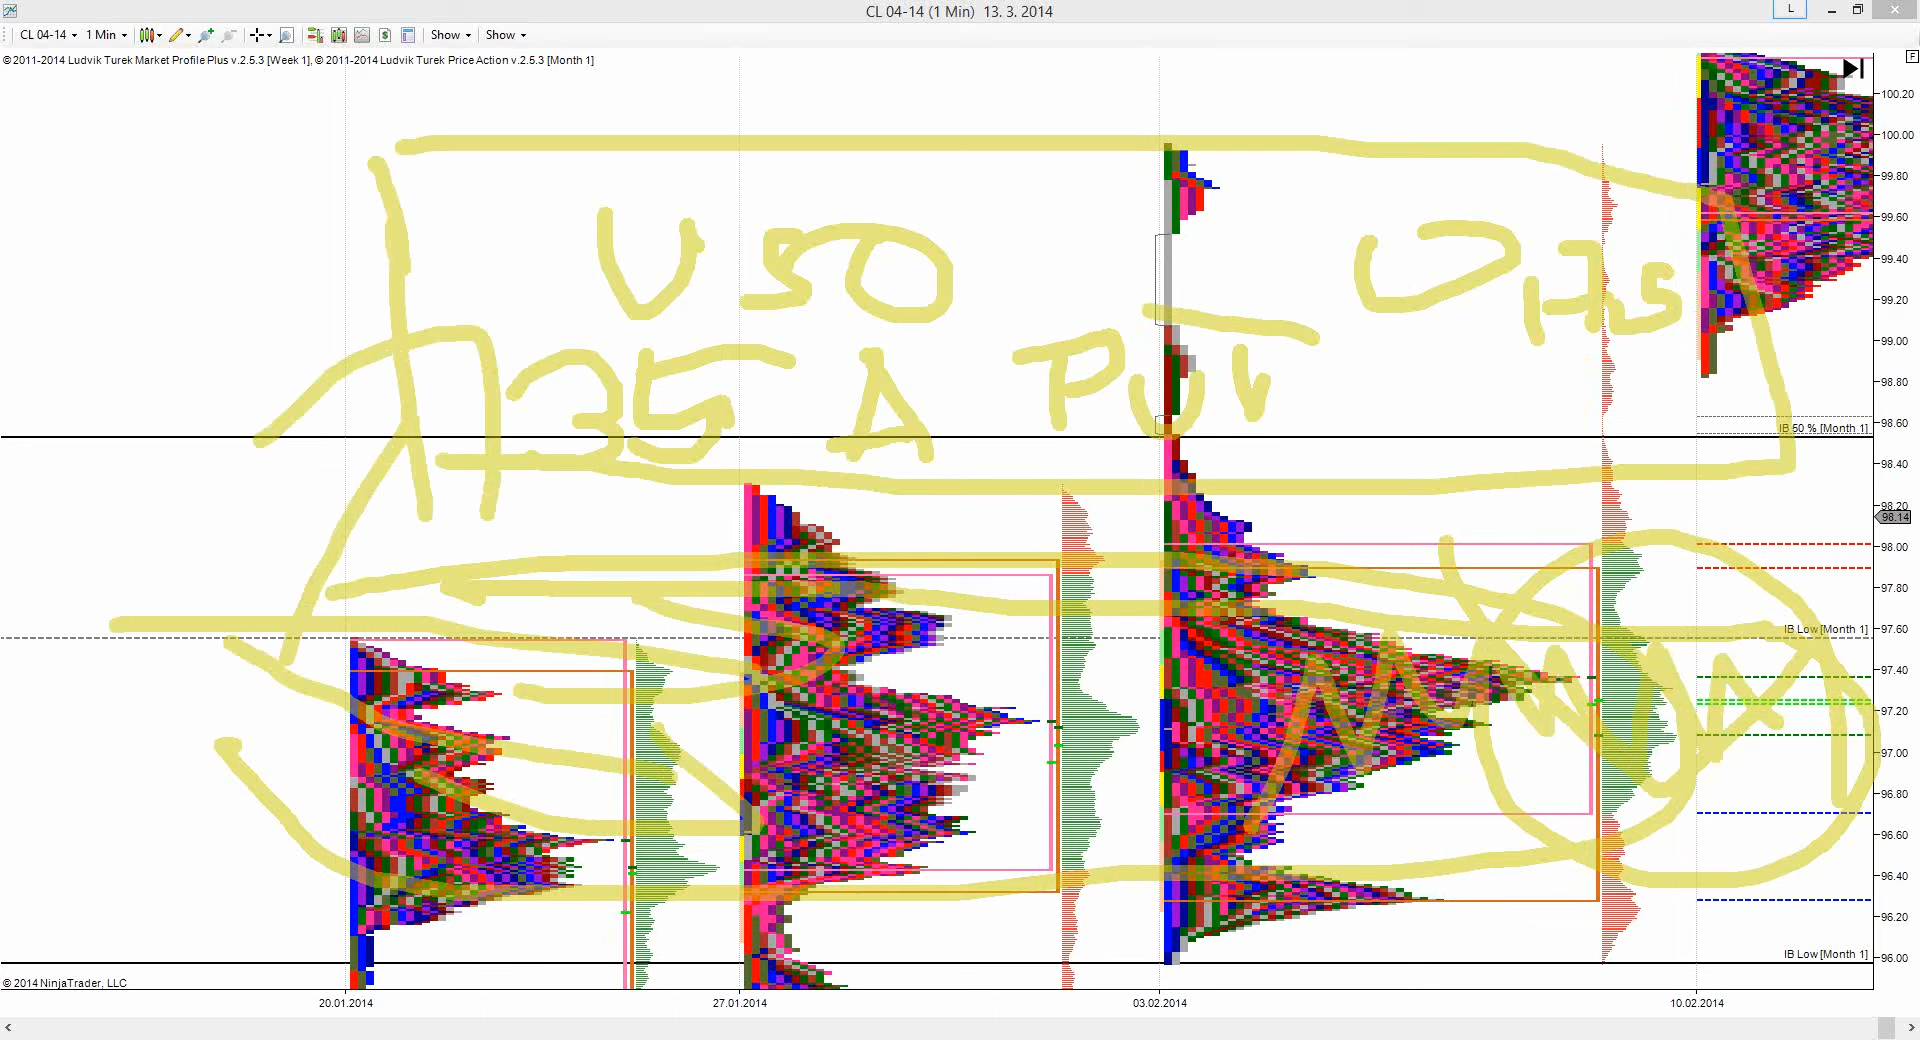 CL 04-14 (1 Min) 13. 3. 2014
L
CL 04-14 1 Min Show Show
© 2011-2014 Ludvik Turek Market Profile Plus v.2.5.3 [Week 1], © 2011-2014 Ludvik Turek Price Action v.2.5.3 [Month 1]
F
100.20
100.00
99.80
99.60
99.40
99.20
99.00
98.80
98.60
IB 50 % [Month 1]
98.40
98.20
98.14
98.00
97.80
97.60
IB Low [Month 1]
97.40
97.20
97.00
96.80
96.60
96.40
96.20
IB Low [Month 1]
96.00
© 2014 NinjaTrader, LLC
20.01.2014 27.01.2014 03.02.2014 10.02.2014